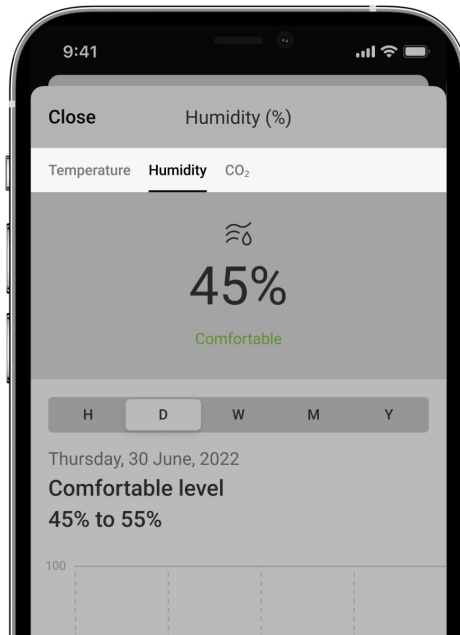 9:41
Close Humidity (%)
Temperature Humidity CO₂
45%
Comfortable
H D W M Y
Thursday, 30 June, 2022
Comfortable level
45% to 55%
100